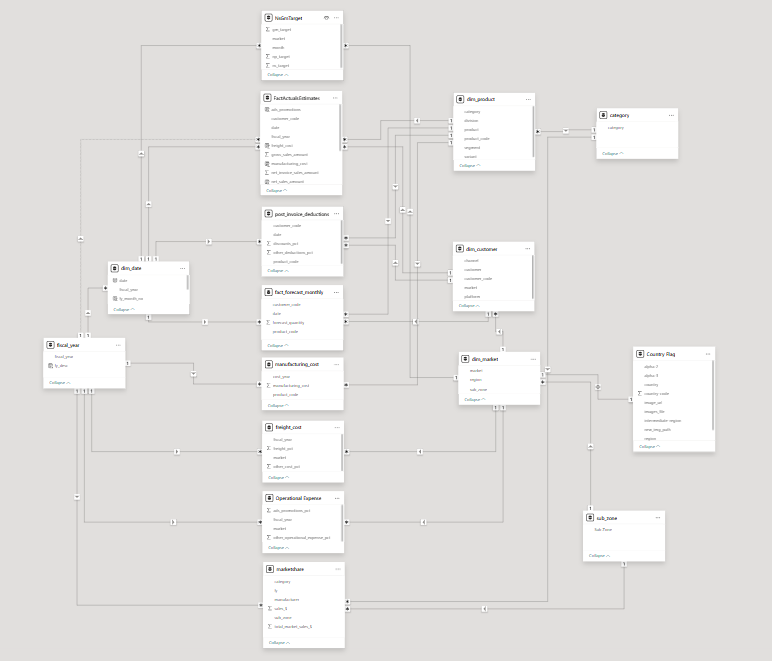 NsGmTarget
gm_target
market
month
np_target
ns_target
Collapse
FactActualsEstimates
ads_promotions
customer_code
date
fiscal_year
freight_cost
gross_sales_amount
manufacturing_cost
net_invoice_sales_amount
net_sales_amount
Collapse
post_invoice_deductions
customer_code
date
discounts_pct
other_deductions_pct
product_code
Collapse
fact_forecast_monthly
customer_code
date
forecast_quantity
product_code
Collapse
manufacturing_cost
cost_year
manufacturing_cost
product_code
Collapse
freight_cost
fiscal_year
freight_pct
market
other_cost_pct
Collapse
Operational Expense
ads_promotions_pct
fiscal_year
market
other_operational_expense_pct
Collapse
marketshare
category
fy
manufacturer
sales_$
sub_zone
total_market_sales_$
Collapse
dim_date
date
fiscal_year
fy_month_no
Collapse
fiscal_year
fiscal_year
fy_desc
Collapse
dim_product
category
division
product
product_code
segment
variant
Collapse
category
category
Collapse
dim_customer
channel
customer
customer_code
market
platform
Collapse
dim_market
market
region
sub_zone
Collapse
Country Flag
alpha-2
alpha-3
country
country-code
image_url
images_file
intermediate-region
new_img_path
region
Collapse
sub_zone
Sub Zone
Collapse